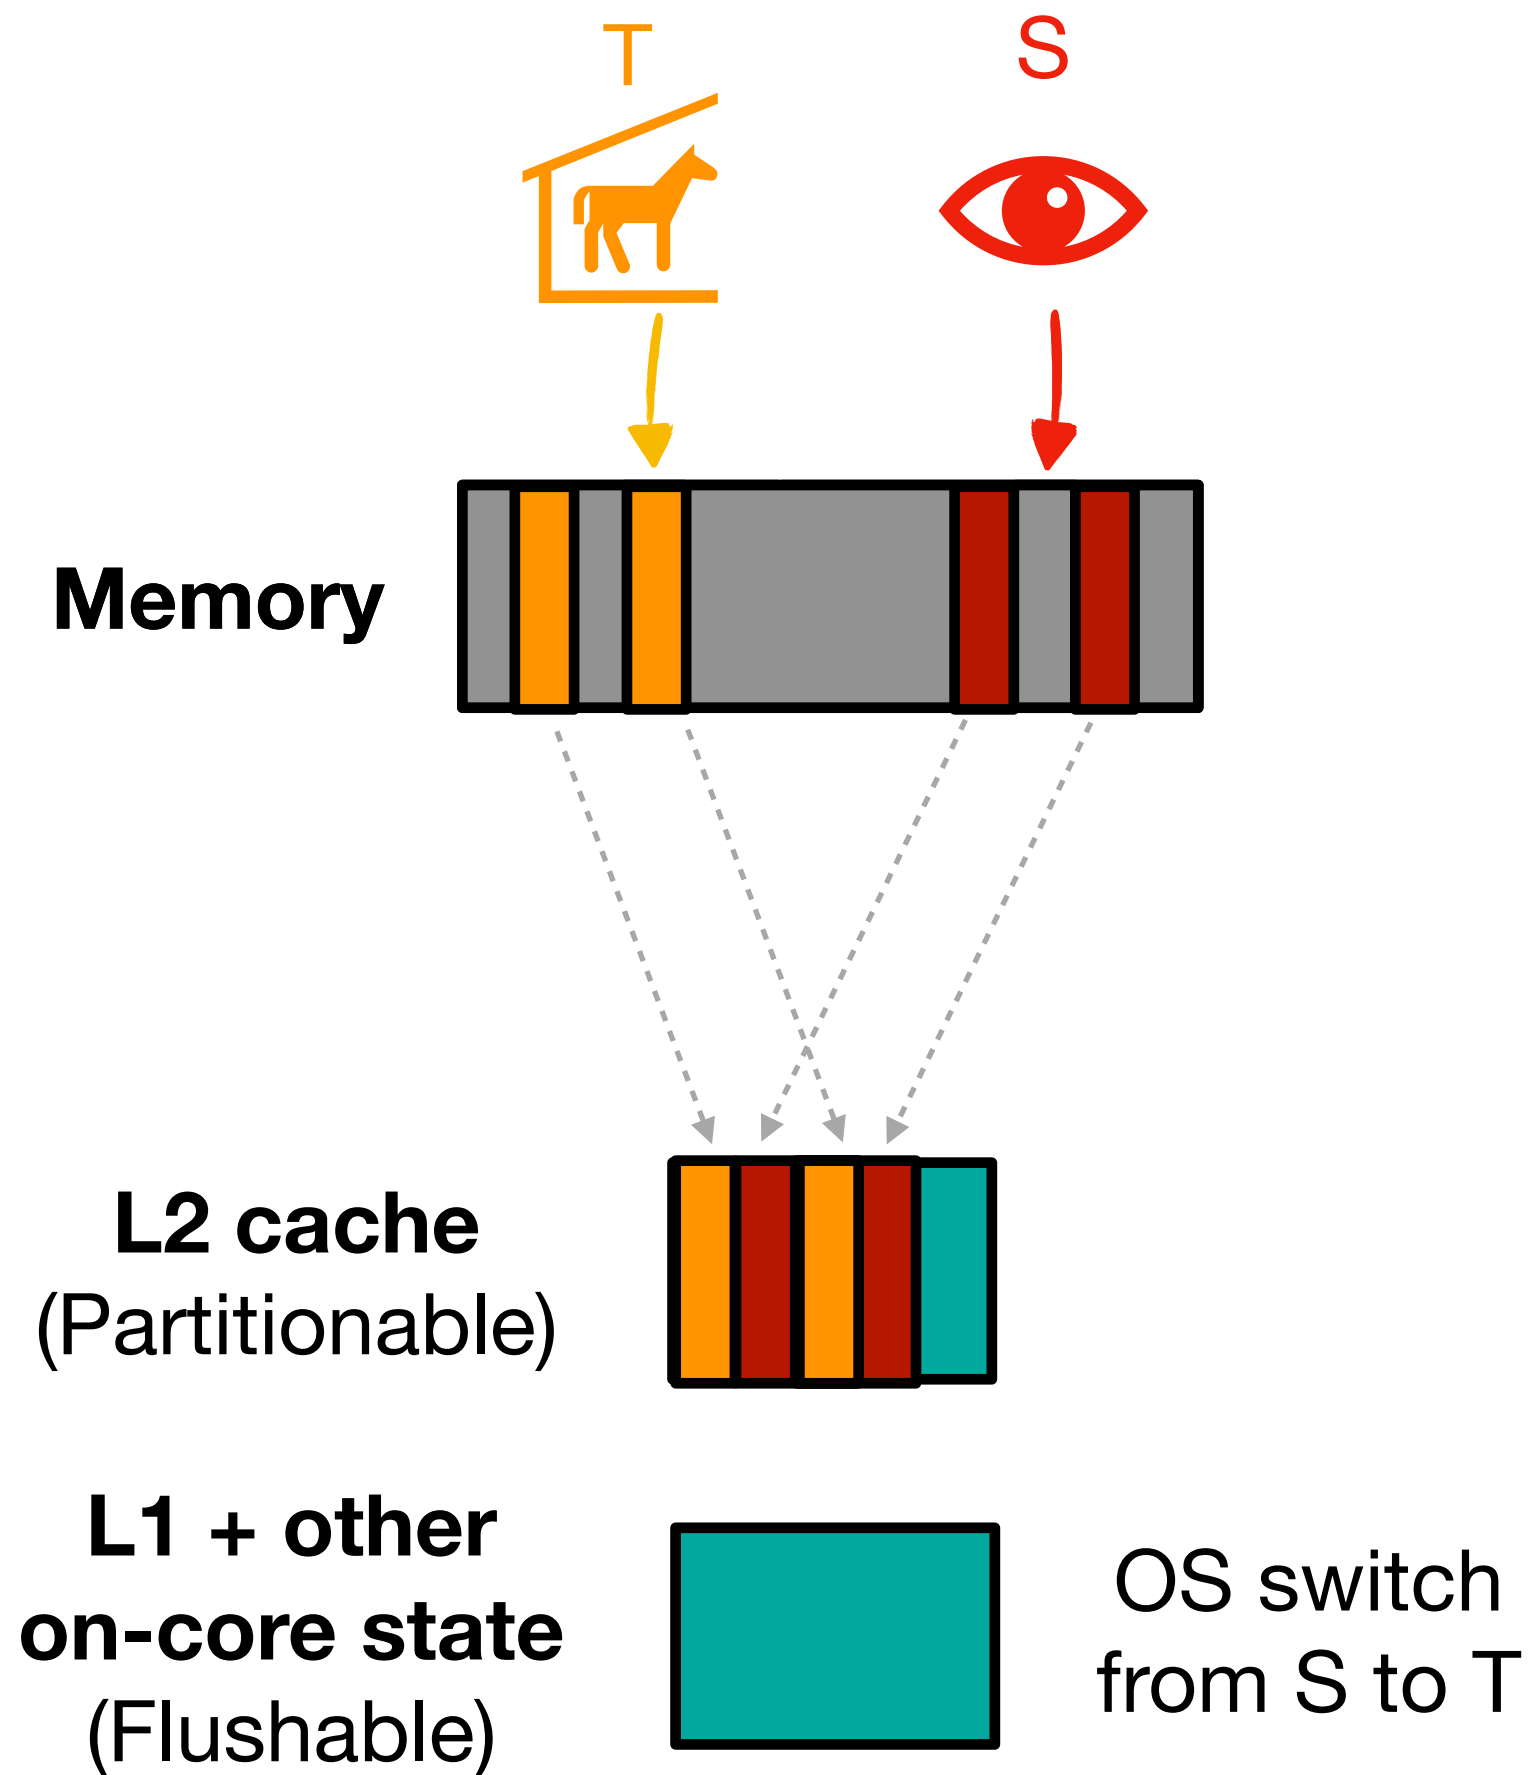 T
S
Memory
L2 cache
(Partitionable)
L1 + other
on-core state
(Flushable)
OS switch
from S to T